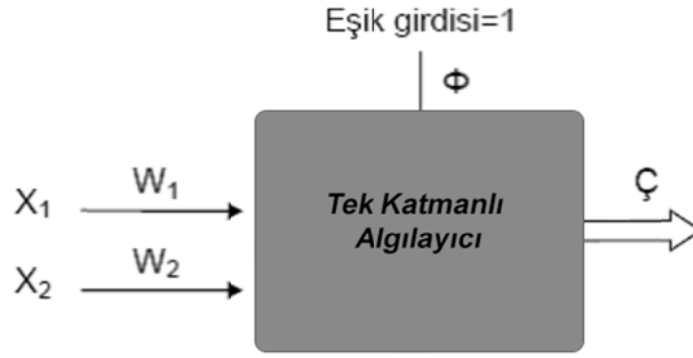 Eşik girdisi=1
Φ
W₁
X₁
Tek Katmanlı
Algılayıcı
Ç
W₂
X₂